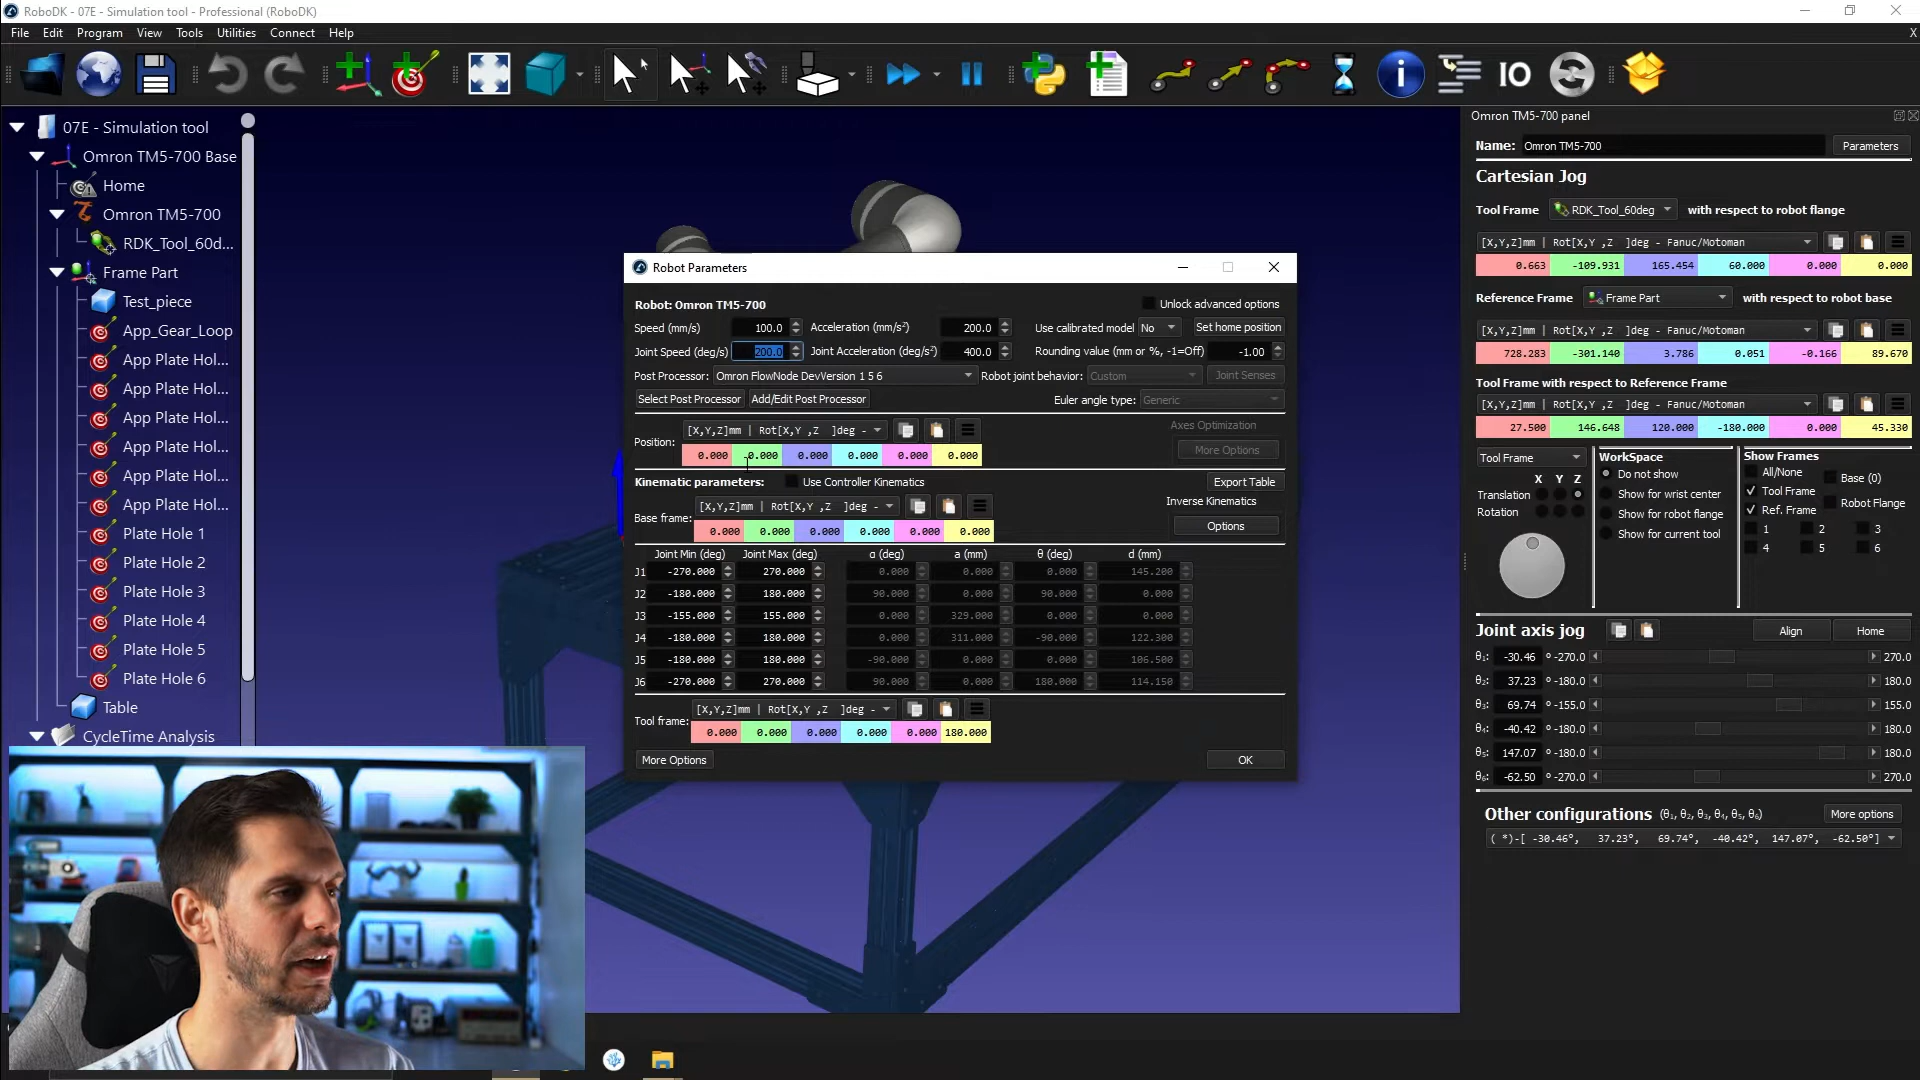 RoboDK - 07E - Simulation tool - Professional (RoboDK)
File Edit Program View Tools Utilities Connect Help
X
IO
07E - Simulation tool
Omron TM5-700 Base
Home
Omron TM5-700
RDK_Tool_60d...
Frame Part
Test_piece
App_Gear_Loop
App Plate Hol...
App Plate Hol...
App Plate Hol...
App Plate Hol...
App Plate Hol...
App Plate Hol...
Plate Hole 1
Plate Hole 2
Plate Hole 3
Plate Hole 4
Plate Hole 5
Plate Hole 6
Table
CycleTime Analysis
Robot Parameters
Robot: Omron TM5-700
Unlock advanced options
Speed (mm/s) 100.0 Acceleration (mm/s²) 200.0 Use calibrated model No Set home position
Joint Speed (deg/s) 200.0 Joint Acceleration (deg/s²) 400.0 Rounding value (mm or %, -1=Off) -1.00
Post Processor: Omron FlowNode DevVersion 1 5 6 Robot joint behavior: Custom Joint Senses
Select Post Processor Add/Edit Post Processor Euler angle type: Generic
[X,Y,Z]mm | Rot[X,Y ,Z ]deg - Axes Optimization
Position: 0.000 0.000 0.000 0.000 0.000 0.000 More Options
Kinematic parameters: Use Controller Kinematics Export Table
[X,Y,Z]mm | Rot[X,Y ,Z ]deg - Inverse Kinematics
Base frame: 0.000 0.000 0.000 0.000 0.000 0.000 Options
Joint Min (deg) Joint Max (deg) α (deg) a (mm) θ (deg) d (mm)
J1 -270.000 270.000 0.000 0.000 0.000 145.200
J2 -180.000 180.000 90.000 0.000 90.000 0.000
J3 -155.000 155.000 0.000 329.000 0.000 0.000
J4 -180.000 180.000 0.000 311.000 -90.000 122.300
J5 -180.000 180.000 -90.000 0.000 0.000 106.500
J6 -270.000 270.000 90.000 0.000 180.000 114.150
[X,Y,Z]mm | Rot[X,Y ,Z ]deg -
Tool frame: 0.000 0.000 0.000 0.000 0.000 180.000
More Options OK
Omron TM5-700 panel
Name: Omron TM5-700 Parameters
Cartesian Jog
Tool Frame RDK_Tool_60deg with respect to robot flange
[X,Y,Z]mm | Rot[X,Y ,Z ]deg - Fanuc/Motoman
0.663 -109.931 165.454 60.000 0.000 0.000
Reference Frame Frame Part with respect to robot base
[X,Y,Z]mm | Rot[X,Y ,Z ]deg - Fanuc/Motoman
728.283 -301.140 3.786 0.051 -0.166 89.670
Tool Frame with respect to Reference Frame
[X,Y,Z]mm | Rot[X,Y ,Z ]deg - Fanuc/Motoman
27.500 146.648 120.000 -180.000 0.000 45.330
Tool Frame
X Y Z
Translation
Rotation
WorkSpace
Do not show
Show for wrist center
Show for robot flange
Show for current tool
Show Frames
All/None Base (0)
Tool Frame
Robot Flange
Ref. Frame
1 2 3
4 5 6
Joint axis jog Align Home
θ₁: -30.46 º -270.0 270.0
θ₂: 37.23 º -180.0 180.0
θ₃: 69.74 º -155.0 155.0
θ₄: -40.42 º -180.0 180.0
θ₅: 147.07 º -180.0 180.0
θ₆: -62.50 º -270.0 270.0
Other configurations (θ₁, θ₂, θ₃, θ₄, θ₅, θ₆) More options
( *)-[ -30.46°, 37.23°, 69.74°, -40.42°, 147.07°, -62.50°]